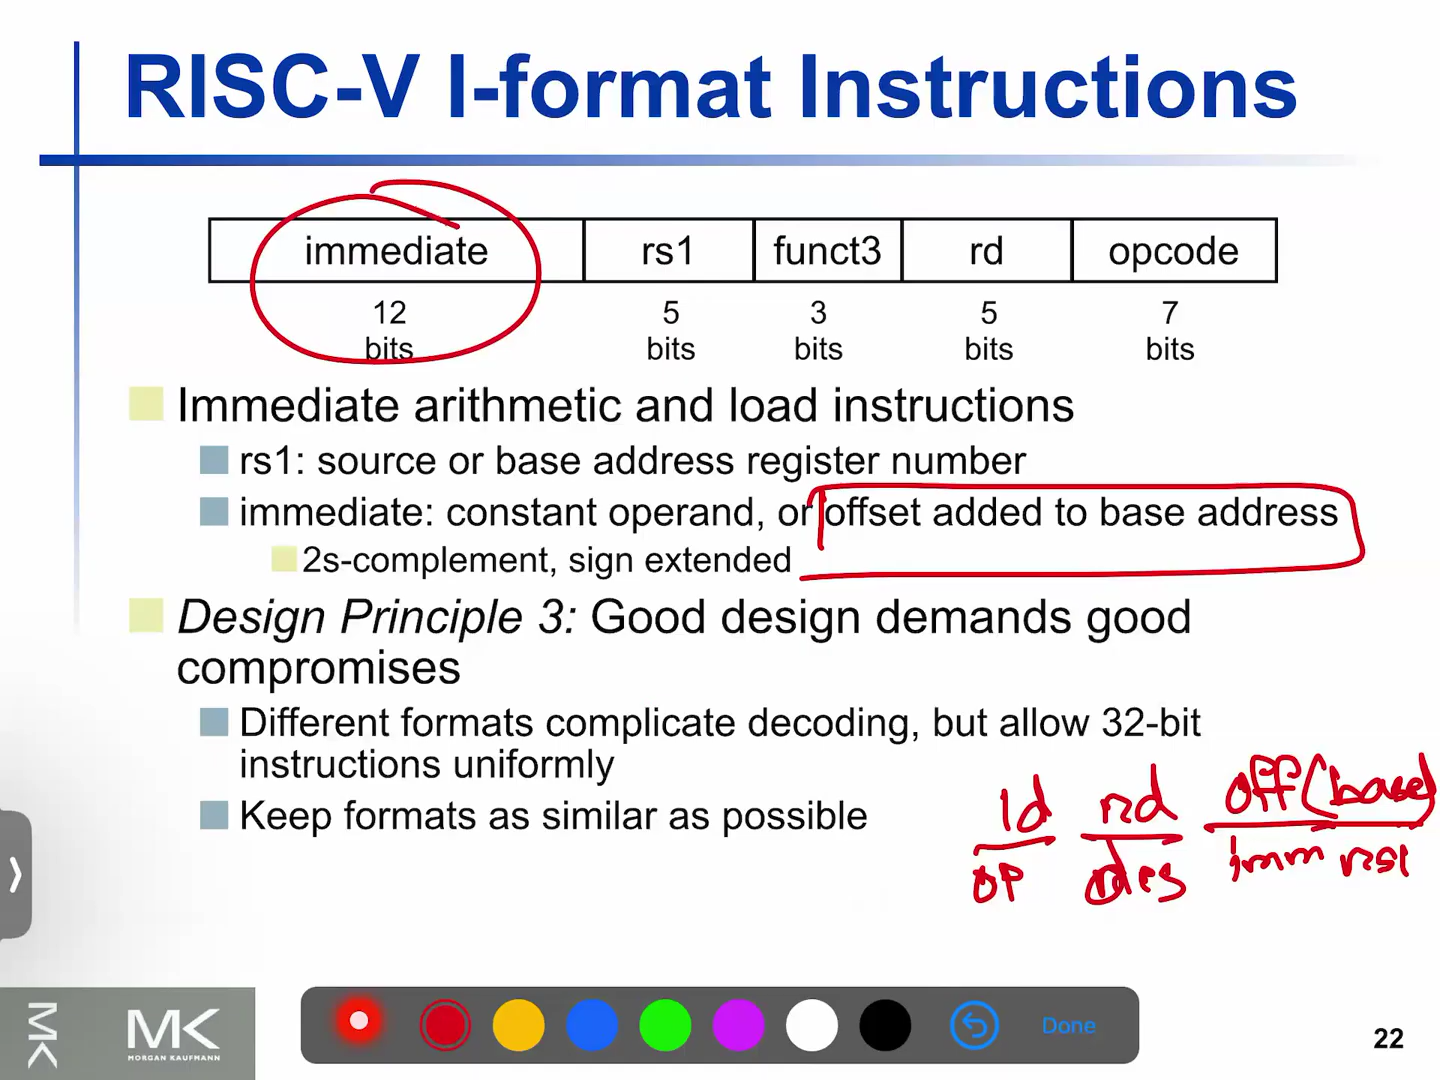 RISC-V I-format Instructions
immediate rs1 funct3 rd opcode
12 bits 5 bits 3 bits 5 bits 7 bits
Immediate arithmetic and load instructions
rs1: source or base address register number
immediate: constant operand, or offset added to base address
2s-complement, sign extended
Design Principle 3: Good design demands good
compromises
Different formats complicate decoding, but allow 32-bit
instructions uniformly
Keep formats as similar as possible
ld rd off(base)
op des imm rs1
MK
MK
MORGAN KAUFMANN
Done
22